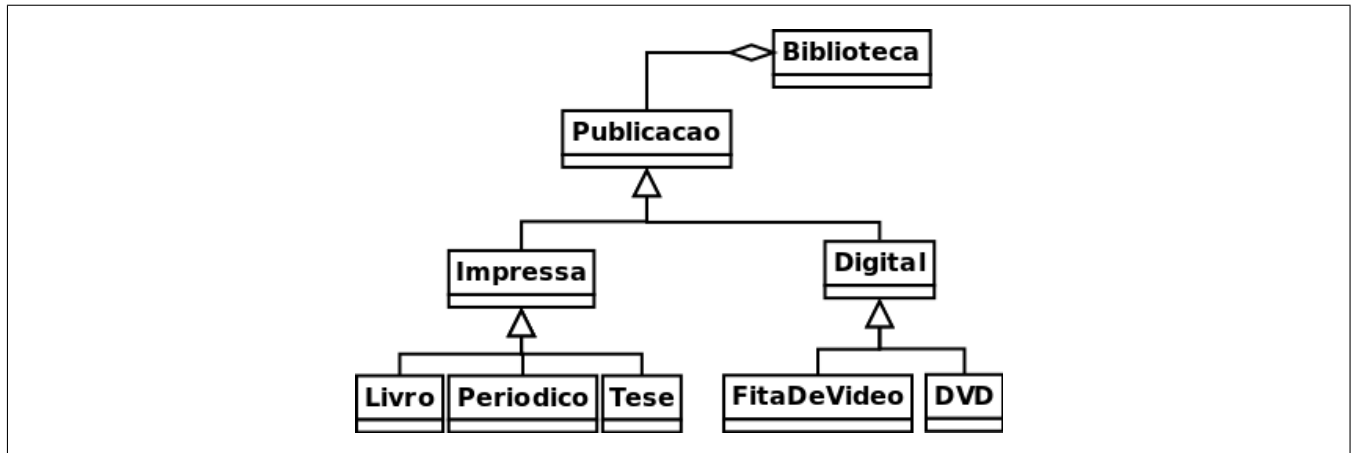 Biblioteca
Publicacao
Impressa
Digital
Livro
Periodico
Tese
FitaDeVideo
DVD